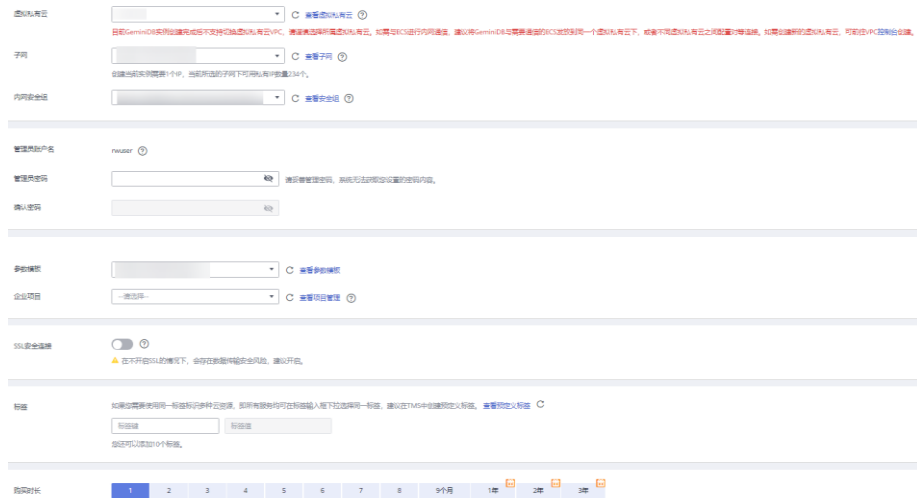 虚拟私有云 查看虚拟私有云
目前GeminiDB实例创建完成后不支持切换虚拟私有云VPC，请谨慎选择所属虚拟私有云。如需与ECS进行内网通信，建议将GeminiDB与需要通信的ECS放到同一个虚拟私有云下，或者不同虚拟私有云之间配置对等连接。如需创建新的虚拟私有云，可前往VPC控制台创建。
子网 查看子网
创建当前实例需要1个IP，当前所选的子网下可用私有IP数量234个。
内网安全组 查看安全组
管理员账户名 rwuser
管理员密码 请妥善管理密码，系统无法获取您设置的密码内容。
确认密码
参数模板 查看参数模板
企业项目 --请选择-- 查看项目管理
SSL安全连接
在不开启SSL的情况下，会存在数据传输安全风险，建议开启。
标签 如果您需要使用同一标签标识多种云资源，即所有服务均可在标签输入框下拉选择同一标签，建议在TMS中创建预定义标签。 查看预定义标签
标签键 标签值
您还可以添加10个标签。
购买时长 1 2 3 4 5 6 7 8 9个月 1年 2年 3年